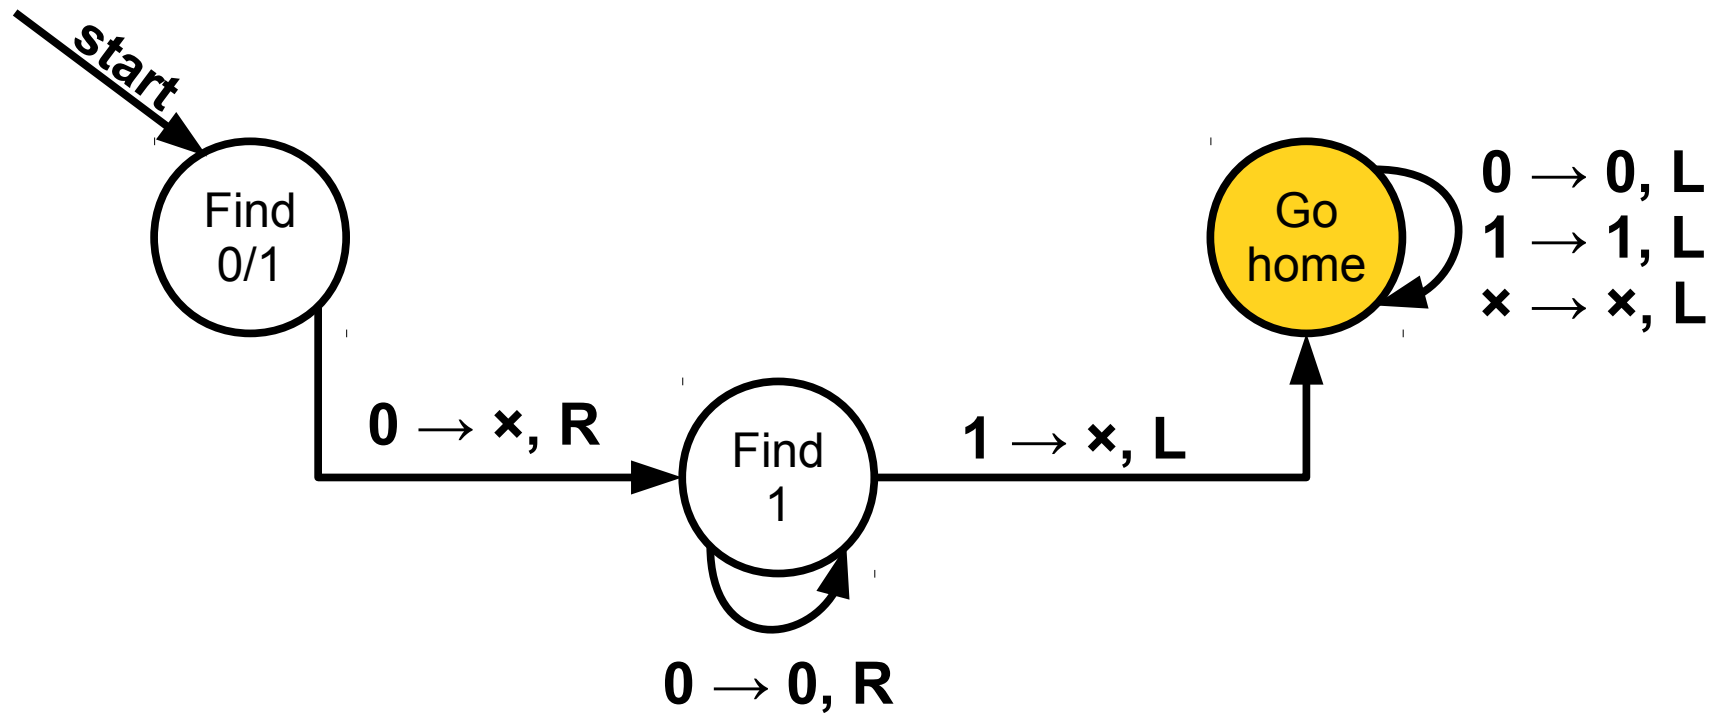 start
Find
0/1
Go
home
0 → 0, L
1 → 1, L
× → ×, L
0 → ×, R
Find
1
1 → ×, L
0 → 0, R